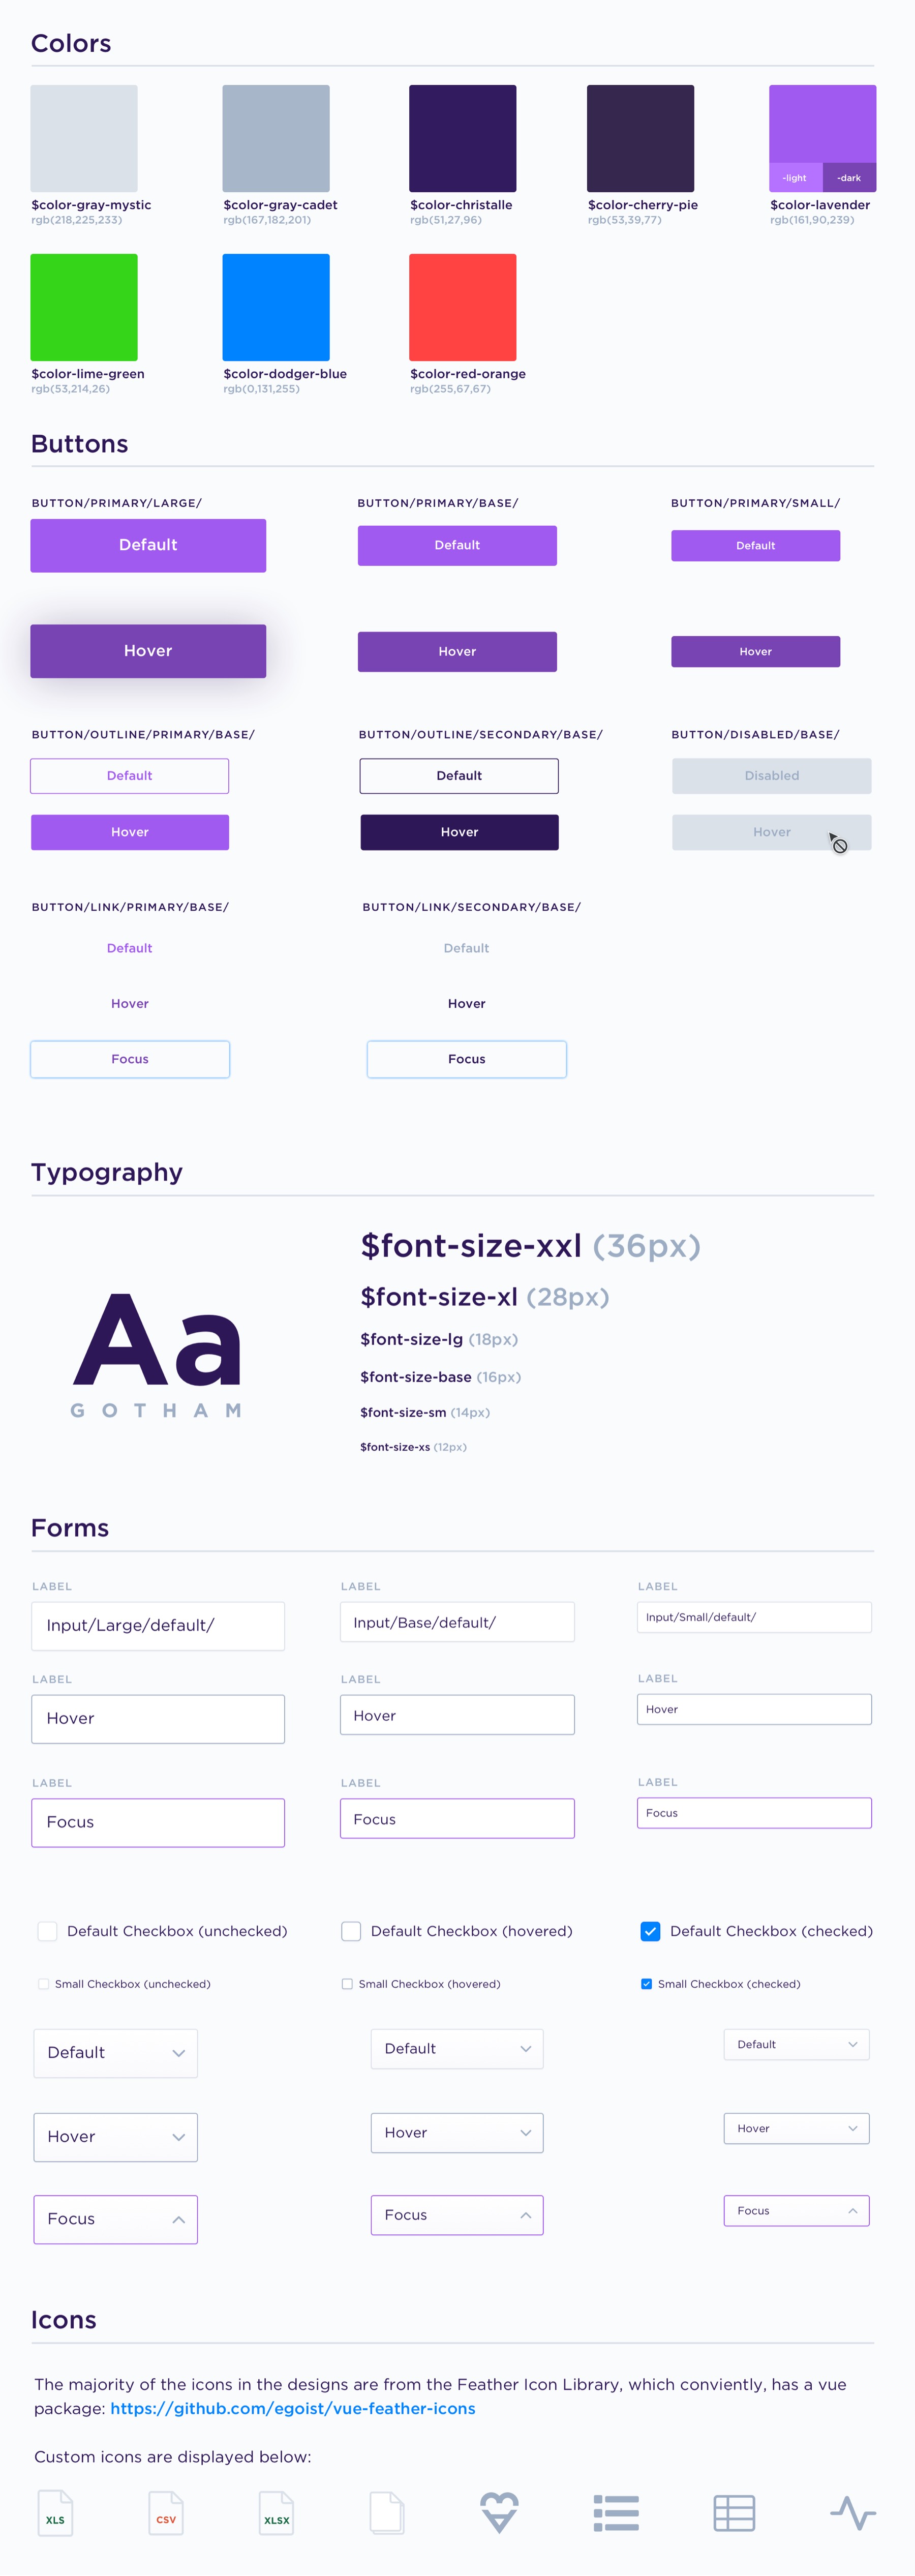 Colors
-light
-dark
$color-gray-mystic
$color-gray-cadet
$color-christalle
$color-cherry-pie
$color-lavender
rgb(218,225,233)
rgb(167,182,201)
rgb(51,27,96)
rgb(53,39,77)
rgb(161,90,239)
$color-lime-green
$color-dodger-blue
$color-red-orange
rgb(53,214,26)
rgb(0,131,255)
rgb(255,67,67)
Buttons
BUTTON/PRIMARY/LARGE/
BUTTON/PRIMARY/BASE/
BUTTON/PRIMARY/SMALL/
Default
Default
Default
Hover
Hover
Hover
BUTTON/OUTLINE/PRIMARY/BASE/
BUTTON/OUTLINE/SECONDARY/BASE/
BUTTON/DISABLED/BASE/
Default
Default
Disabled
Hover
Hover
Hover
BUTTON/LINK/PRIMARY/BASE/
BUTTON/LINK/SECONDARY/BASE/
Default
Default
Hover
Hover
Focus
Focus
Typography
Aa
GOTHAM
$font-size-xxl (36px)
$font-size-xl (28px)
$font-size-lg (18px)
$font-size-base (16px)
$font-size-sm (14px)
$font-size-xs (12px)
Forms
LABEL
LABEL
LABEL
Input/Large/default/
Input/Base/default/
Input/Small/default/
LABEL
LABEL
LABEL
Hover
Hover
Hover
LABEL
LABEL
LABEL
Focus
Focus
Focus
Default Checkbox (unchecked)
Default Checkbox (hovered)
Default Checkbox (checked)
Small Checkbox (unchecked)
Small Checkbox (hovered)
Small Checkbox (checked)
Default
Default
Default
Hover
Hover
Hover
Focus
Focus
Focus
Icons
The majority of the icons in the designs are from the Feather Icon Library, which conviently, has a vue
package: https://github.com/egoist/vue-feather-icons
Custom icons are displayed below:
XLS
CSV
XLSX